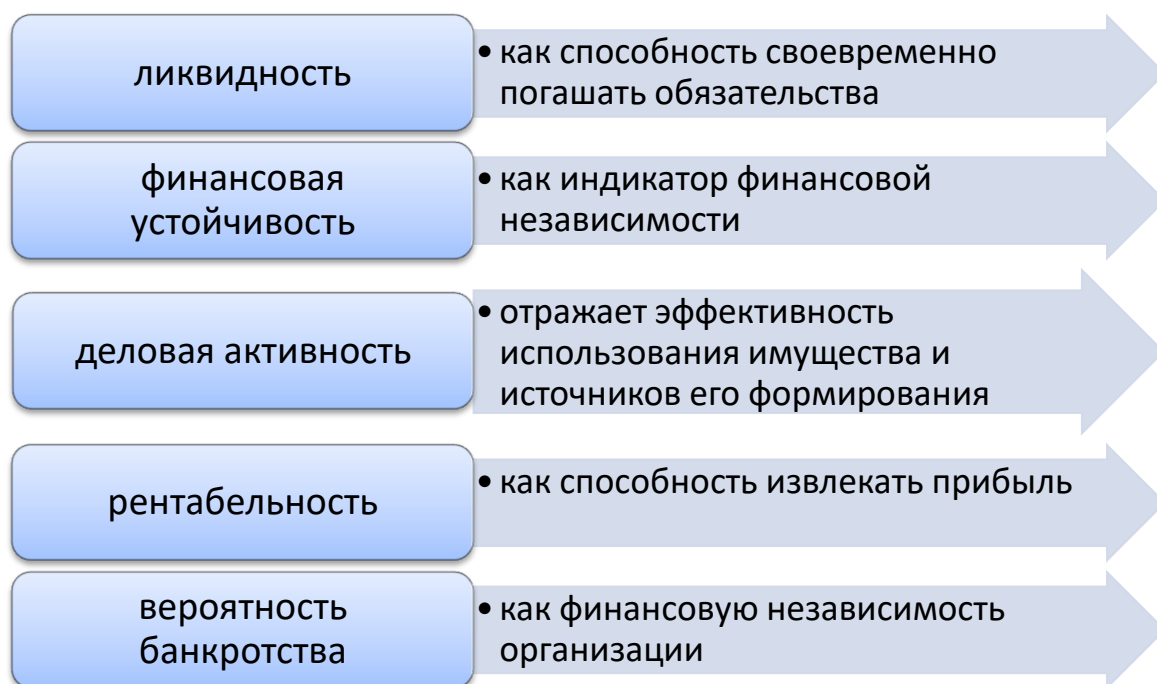 ликвидность
• как способность своевременно
погашать обязательства
финансовая
устойчивость
• как индикатор финансовой
независимости
деловая активность
• отражает эффективность
использования имущества и
источников его формирования
рентабельность
• как способность извлекать прибыль
вероятность
банкротства
• как финансовую независимость
организации